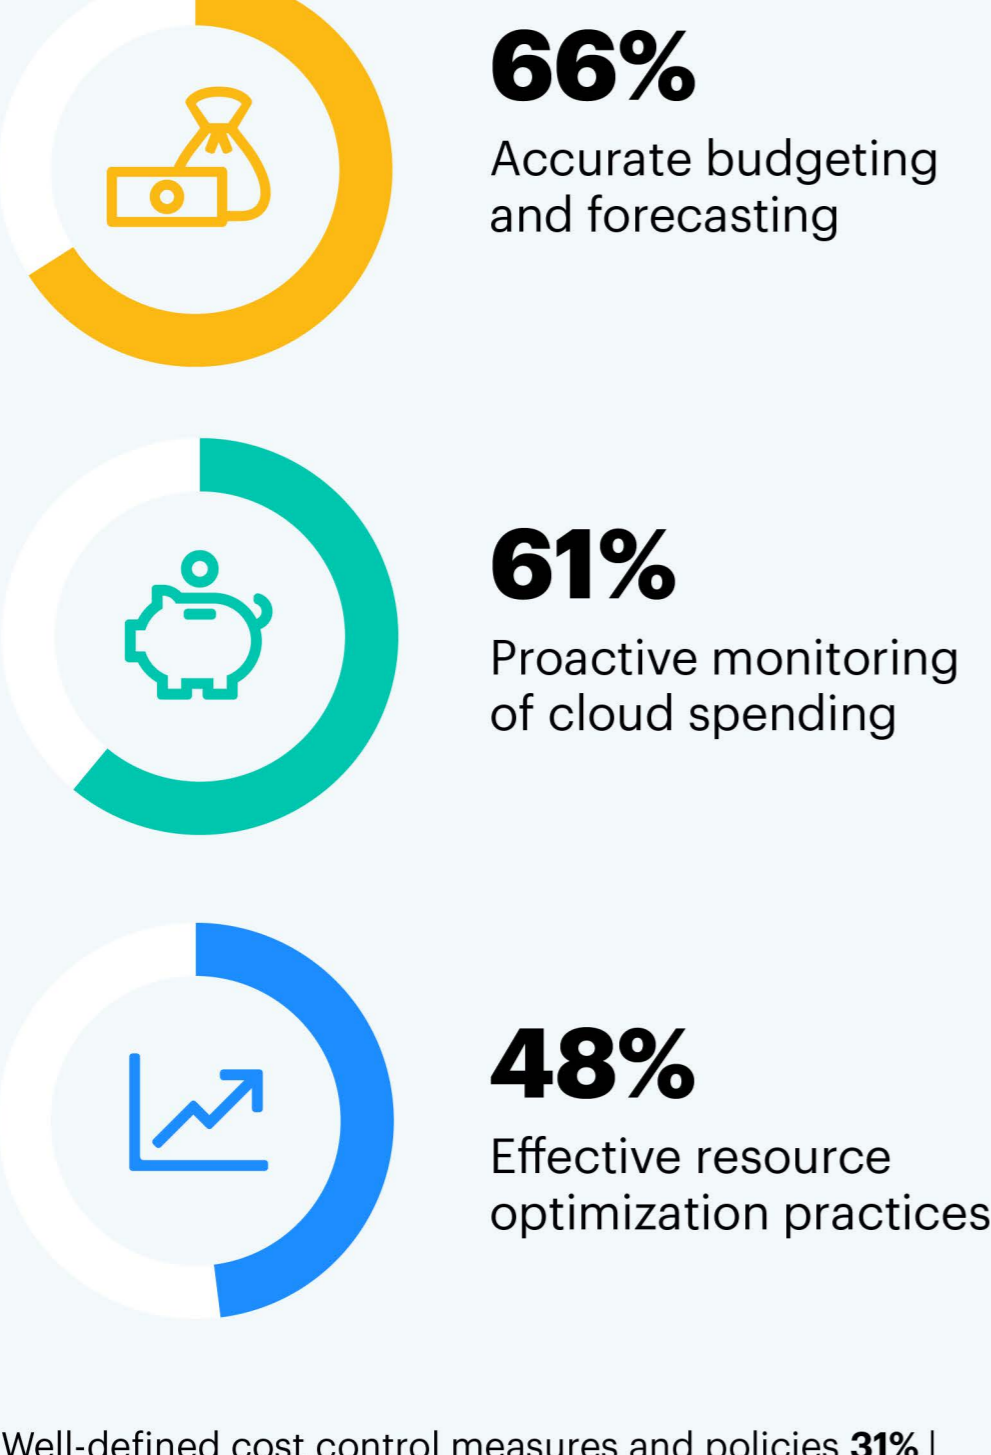 66%
Accurate budgeting
and forecasting
61%
Proactive monitoring
of cloud spending
48%
Effective resource
optimization practices
Well-defined cost control measures and policies 31% |